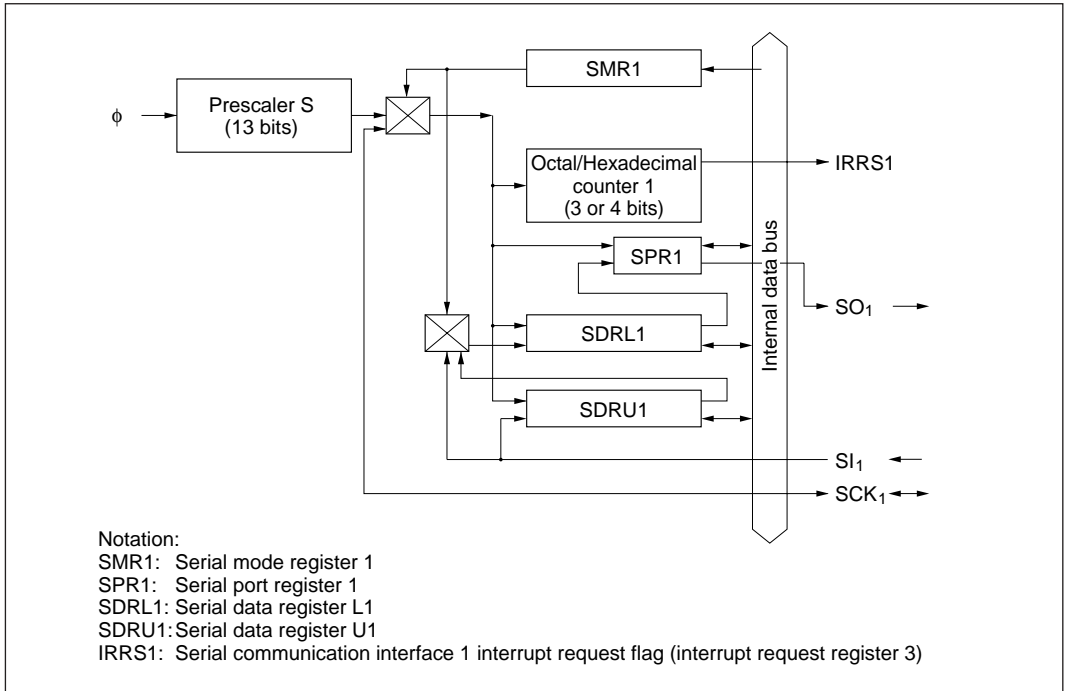 SMR1
φ
Prescaler S
(13 bits)
Octal/Hexadecimal
counter 1
(3 or 4 bits)
IRRS1
SPR1
SO1
SDRL1
Internal data bus
SDRU1
SI1
SCK1
Notation:
SMR1: Serial mode register 1
SPR1: Serial port register 1
SDRL1: Serial data register L1
SDRU1: Serial data register U1
IRRS1: Serial communication interface 1 interrupt request flag (interrupt request register 3)